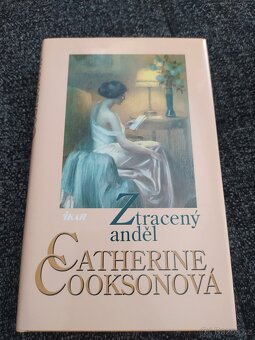 IKAR
Ztracený
anděl
CATHERINE
COOKSONOVÁ